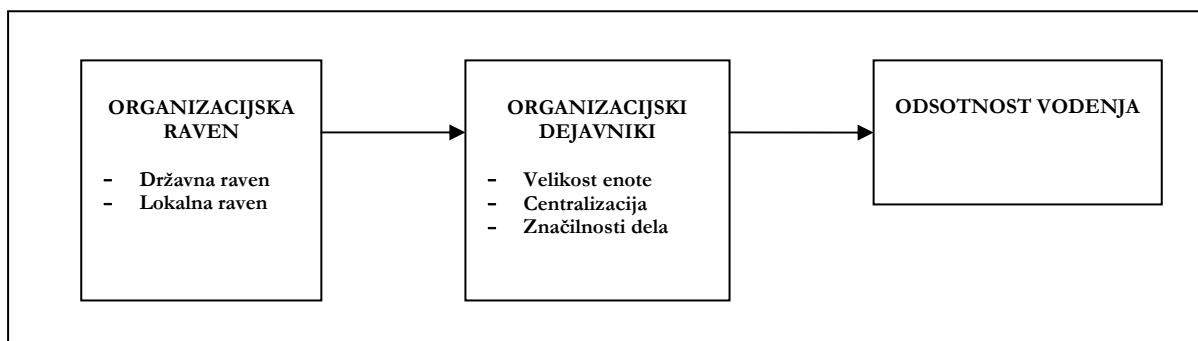 ORGANIZACIJSKA
RAVEN
- Državna raven
- Lokalna raven
ORGANIZACIJSKI
DEJAVNIKI
- Velikost enote
- Centralizacija
- Značilnosti dela
ODSOTNOST VODENJA